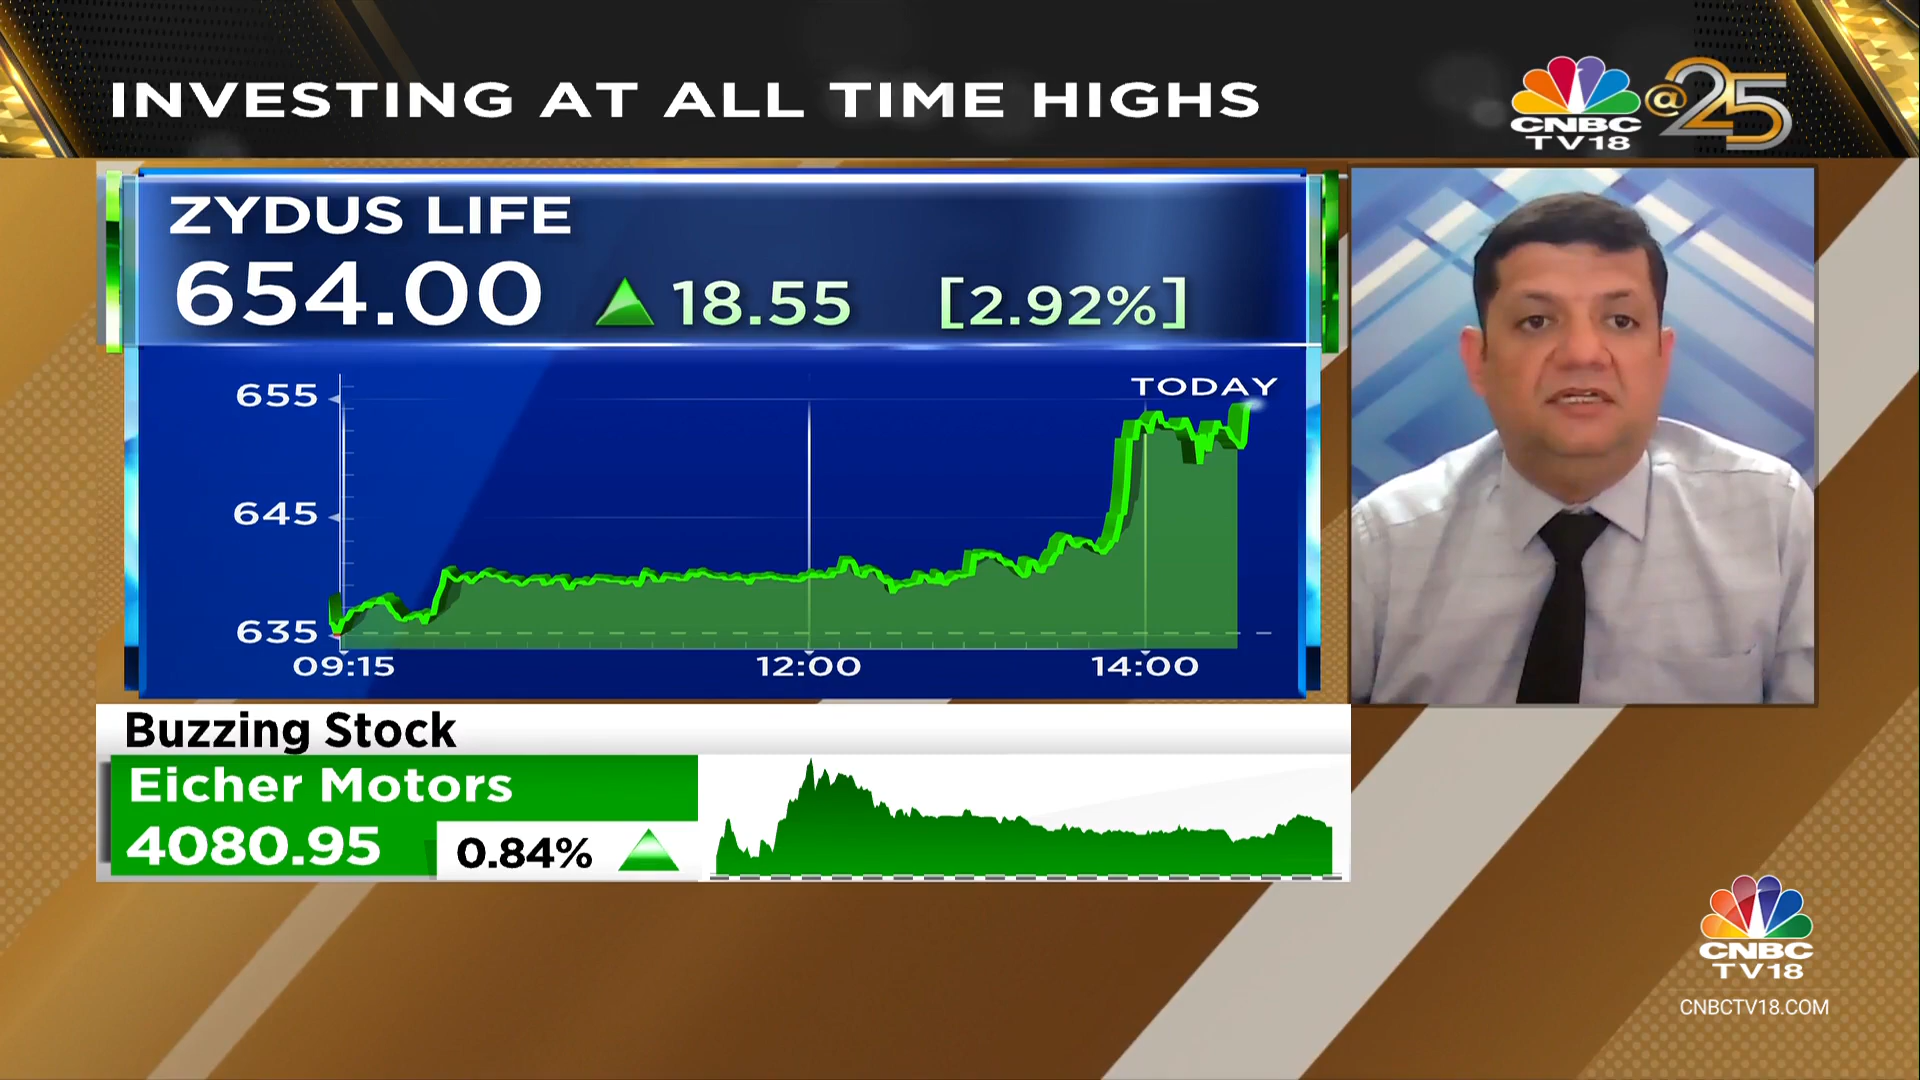 INVESTING AT ALL TIME HIGHS
CNBC
TV18
@25
ZYDUS LIFE
654.00 ▲ 18.55 [2.92%]
TODAY
655
645
635
09:15 12:00 14:00
Buzzing Stock
Eicher Motors
4080.95 0.84% ▲
CNBC
TV18
CNBCTV18.COM